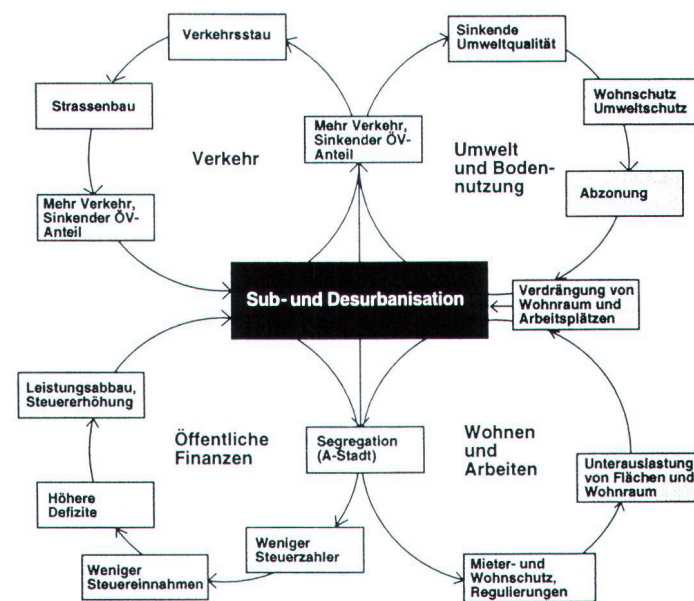 Verkehrsstau
Sinkende
Umweltqualität
Strassenbau
Wohnschutz
Umweltschutz
Mehr Verkehr,
Sinkender ÖV-
Anteil
Verkehr
Umwelt
und Boden-
nutzung
Mehr Verkehr,
Sinkender ÖV-
Anteil
Abzonung
Sub- und Desurbanisation
Verdrängung von
Wohnraum und
Arbeitsplätzen
Leistungsabbau,
Steuererhöhung
Öffentliche
Finanzen
Segregation
(A-Stadt)
Wohnen
und
Arbeiten
Unterauslastung
von Flächen und
Wohnraum
Höhere
Defizite
Weniger
Steuerzahler
Weniger
Steuereinnahmen
Mieter- und
Wohnschutz,
Regulierungen